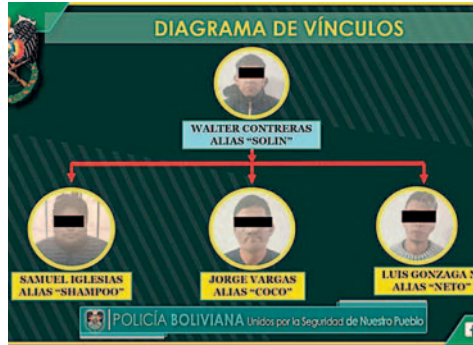 DIAGRAMA DE VÍNCULOS
WALTER CONTRERAS
ALIAS "SOLIN"
SAMUEL IGLESIAS
ALIAS "SHAMPOO"
JORGE VARGAS
ALIAS "COCO"
LUIS GONZAGA
ALIAS "NETO"
POLICÍA BOLIVIANA Unidos por la Seguridad de Nuestro Pueblo